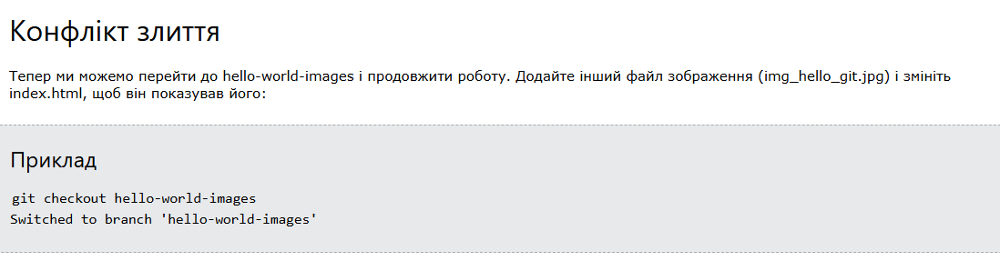 Конфлікт злиття
Тепер ми можемо перейти до hello-world-images і продовжити роботу. Додайте інший файл зображення (img_hello_git.jpg) і змініть
index.html, щоб він показував його:
Приклад
git checkout hello-world-images
Switched to branch 'hello-world-images'